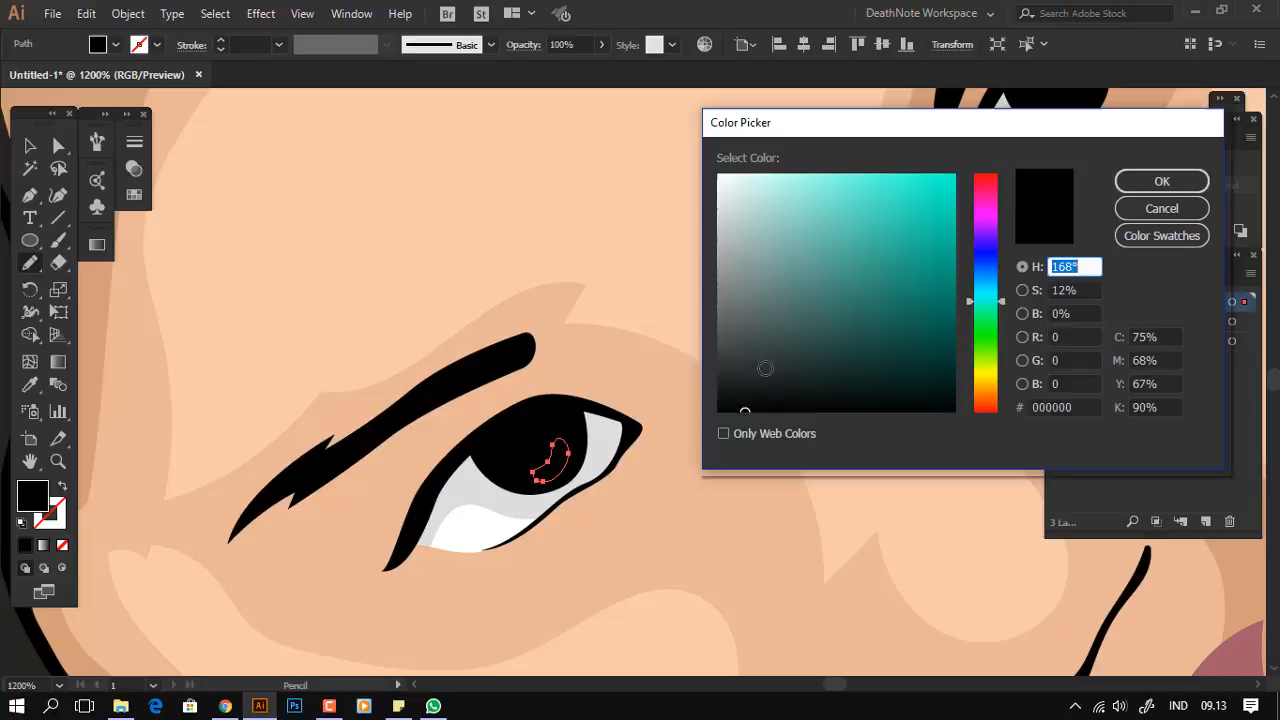 Ai File Edit Object Type Select Effect View Window Help Br St DeathNote Workspace Search Adobe Stock
Path Stroke: Basic Opacity: 100% Style: Transform
Untitled-1* @ 1200% (RGB/Preview)
Color Picker
Select Color:
OK
Cancel
Color Swatches
H: 168°
S: 12%
B: 0%
R: 0 C: 75%
G: 0 M: 68%
B: 0 Y: 67%
# 000000 K: 90%
Only Web Colors
3 La...
1200% 1 Pencil
Ai Ps IND 09.13